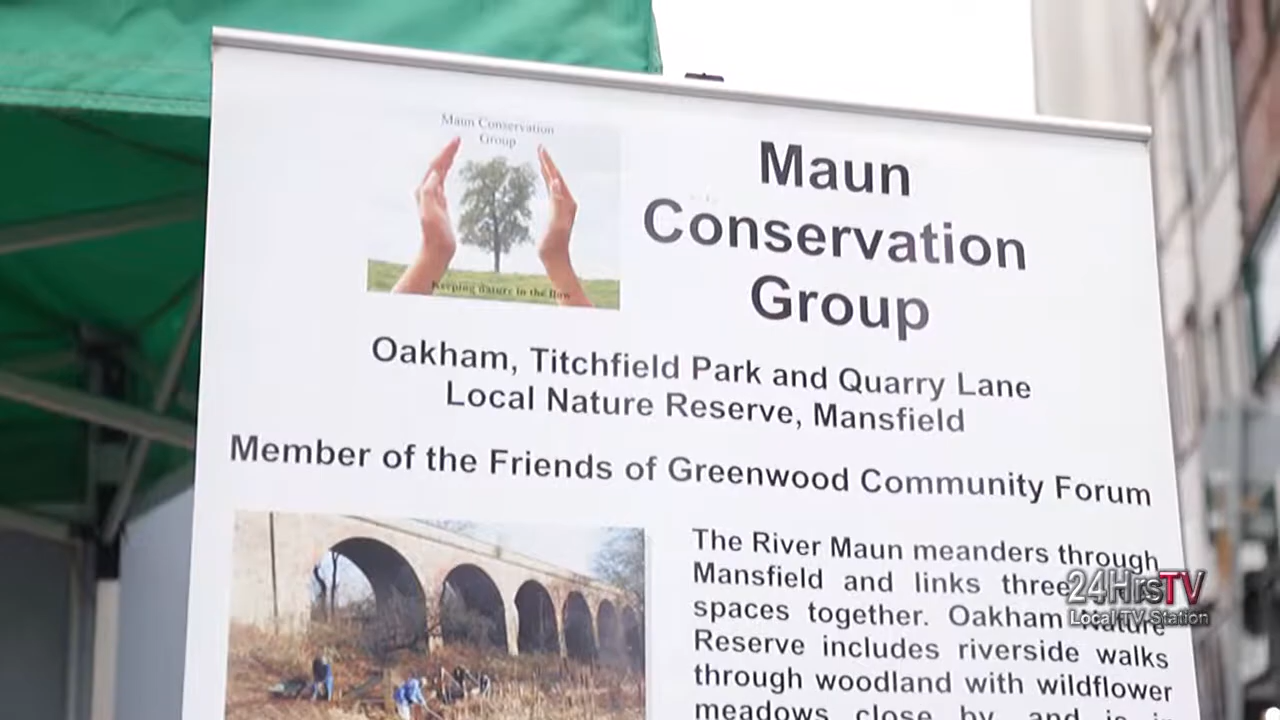 Maun Conservation
Group
Keeping nature in the flow
Maun
Conservation
Group
Oakham, Titchfield Park and Quarry Lane
Local Nature Reserve, Mansfield
Member of the Friends of Greenwood Community Forum
The River Maun meanders through
Mansfield and links three
spaces together. Oakham Nature
Reserve includes riverside walks
through woodland with wildflower
meadows close by, and is in
24HrsTV
Local TV Station